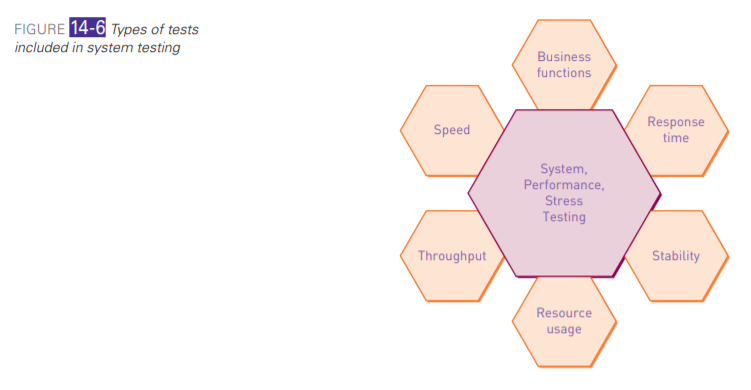 FIGURE 14-6 Types of tests
included in system testing
Business
functions
Speed
Response
time
System,
Performance,
Stress
Testing
Throughput
Stability
Resource
usage